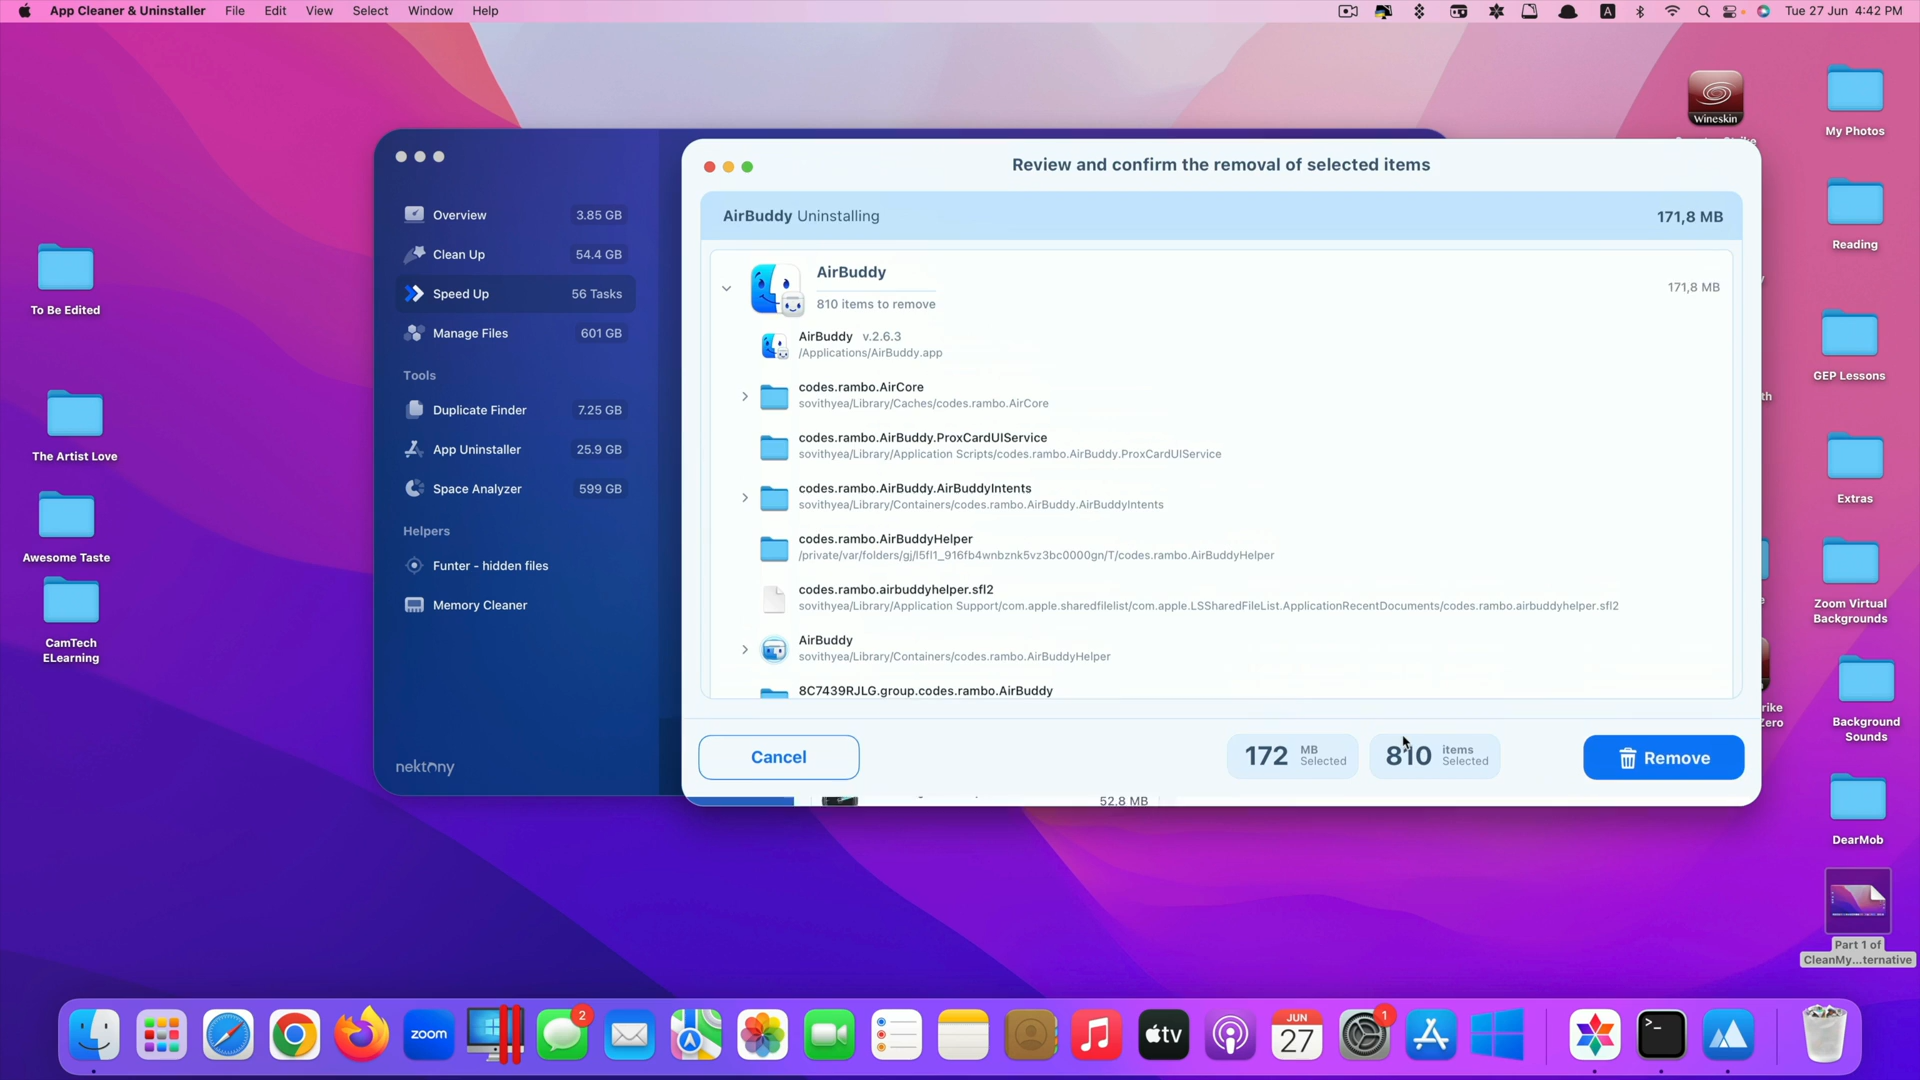 App Cleaner & Uninstaller File Edit View Select Window Help
A
Tue 27 Jun 4:42 PM
Wineskin
My Photos
Reading
To Be Edited
GEP Lessons
th
The Artist Love
Extras
Awesome Taste
CamTech
ELearning
Zoom Virtual
Backgrounds
rike
Zero
Background
Sounds
DearMob
Part 1 of
CleanMy...ternative
Overview 3.85 GB
Clean Up 54.4 GB
Speed Up 56 Tasks
Manage Files 601 GB
Tools
Duplicate Finder 7.25 GB
App Uninstaller 25.9 GB
Space Analyzer 599 GB
Helpers
Funter - hidden files
Memory Cleaner
nektony
Review and confirm the removal of selected items
AirBuddy Uninstalling 171,8 MB
AirBuddy
810 items to remove
171,8 MB
AirBuddy v.2.6.3
/Applications/AirBuddy.app
codes.rambo.AirCore
sovithyea/Library/Caches/codes.rambo.AirCore
codes.rambo.AirBuddy.ProxCardUIService
sovithyea/Library/Application Scripts/codes.rambo.AirBuddy.ProxCardUIService
codes.rambo.AirBuddy.AirBuddyIntents
sovithyea/Library/Containers/codes.rambo.AirBuddy.AirBuddyIntents
codes.rambo.AirBuddyHelper
/private/var/folders/gj/l5fl1_916fb4wnbznk5vz3bc0000gn/T/codes.rambo.AirBuddyHelper
codes.rambo.airbuddyhelper.sfl2
sovithyea/Library/Application Support/com.apple.sharedfilelist/com.apple.LSSharedFileList.ApplicationRecentDocuments/codes.rambo.airbuddyhelper.sfl2
AirBuddy
sovithyea/Library/Containers/codes.rambo.AirBuddyHelper
8C7439RJLG.group.codes.rambo.AirBuddy
Cancel
172 MB Selected
810 items Selected
Remove
52,8 MB
zoom
2
tv
JUN
27
1